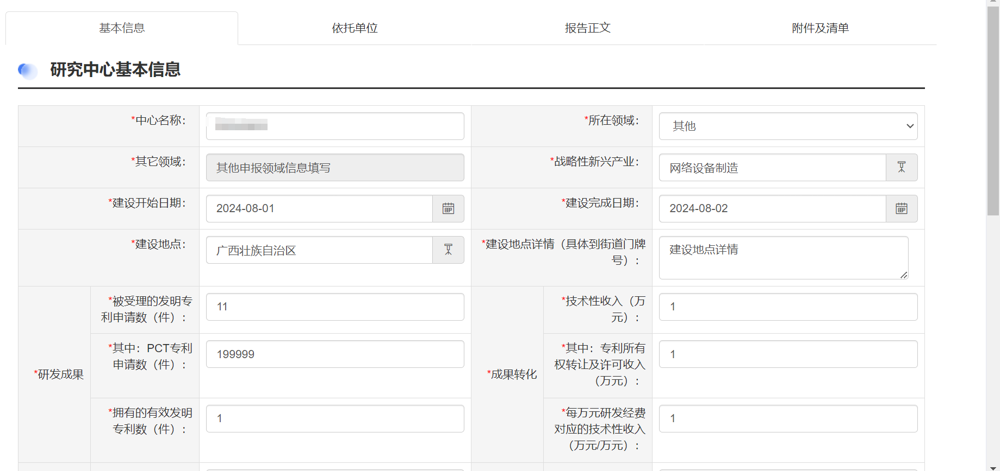 基本信息
依托单位
报告正文
附件及清单
研究中心基本信息
*中心名称：
*所在领域：
其他
*其它领域：
其他申报领域信息填写
*战略性新兴产业：
网络设备制造
*建设开始日期：
2024-08-01
*建设完成日期：
2024-08-02
*建设地点：
广西壮族自治区
*建设地点详情（具体到街道门牌
号）：
建设地点详情
*研发成果
*被受理的发明专
利申请数（件）：
11
*成果转化
*技术性收入（万
元）：
1
*其中：PCT专利
申请数（件）：
199999
*其中：专利所有
权转让及许可收入
（万元）：
1
*拥有的有效发明
专利数（件）：
1
*每万元研发经费
对应的技术性收入
（万元/万元）：
1